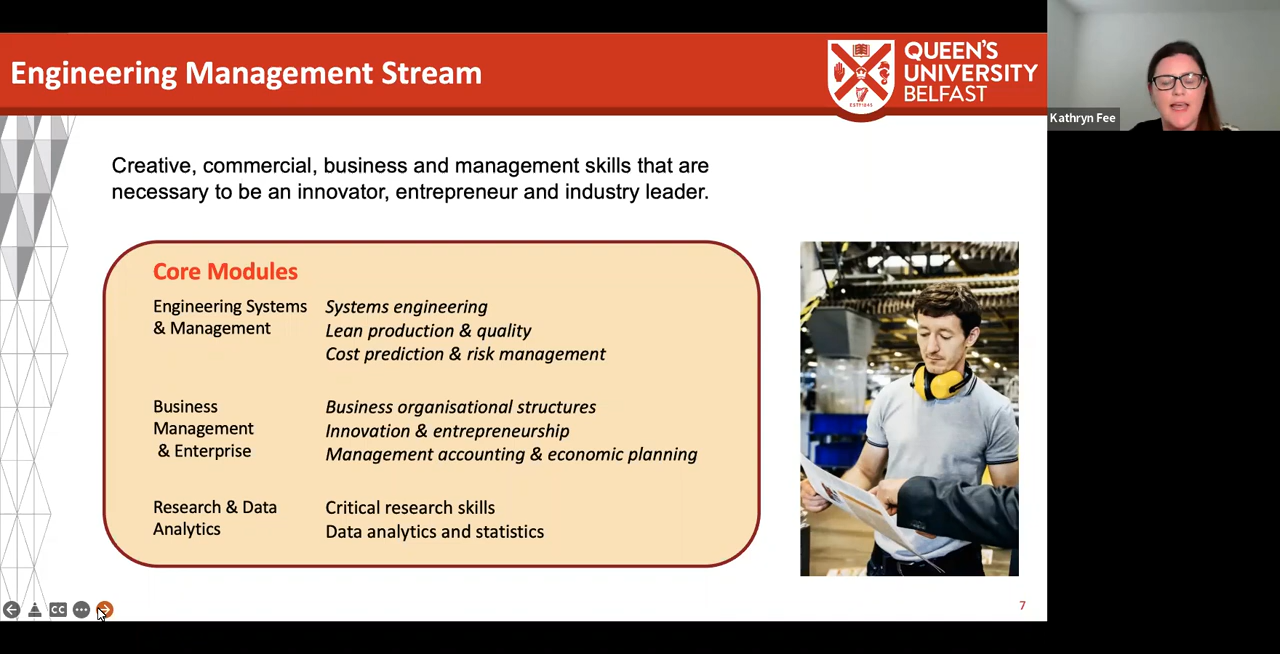 Engineering Management Stream
QUEEN'S
UNIVERSITY
BELFAST
ESTD1845
Kathryn Fee
Creative, commercial, business and management skills that are
necessary to be an innovator, entrepreneur and industry leader.
Core Modules
Engineering Systems
& Management
Systems engineering
Lean production & quality
Cost prediction & risk management
Business
Management
& Enterprise
Business organisational structures
Innovation & entrepreneurship
Management accounting & economic planning
Research & Data
Analytics
Critical research skills
Data analytics and statistics
CC
7